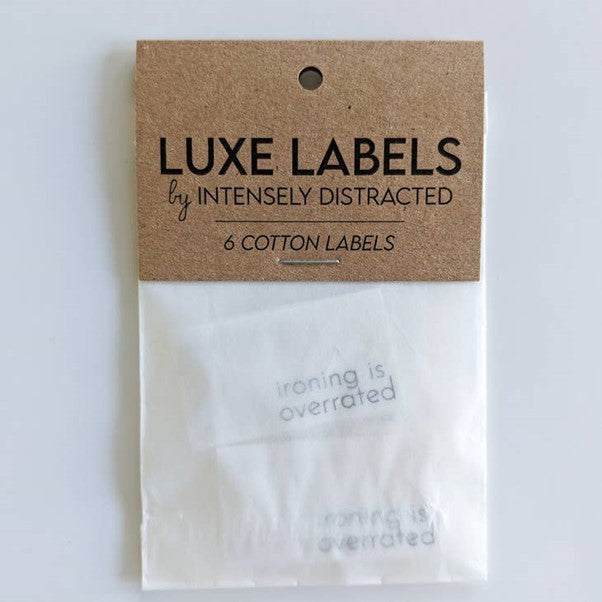 LUXE LABELS
by INTENSELY DISTRACTED
6 COTTON LABELS
ironing is
overrated
ironing is
overrated